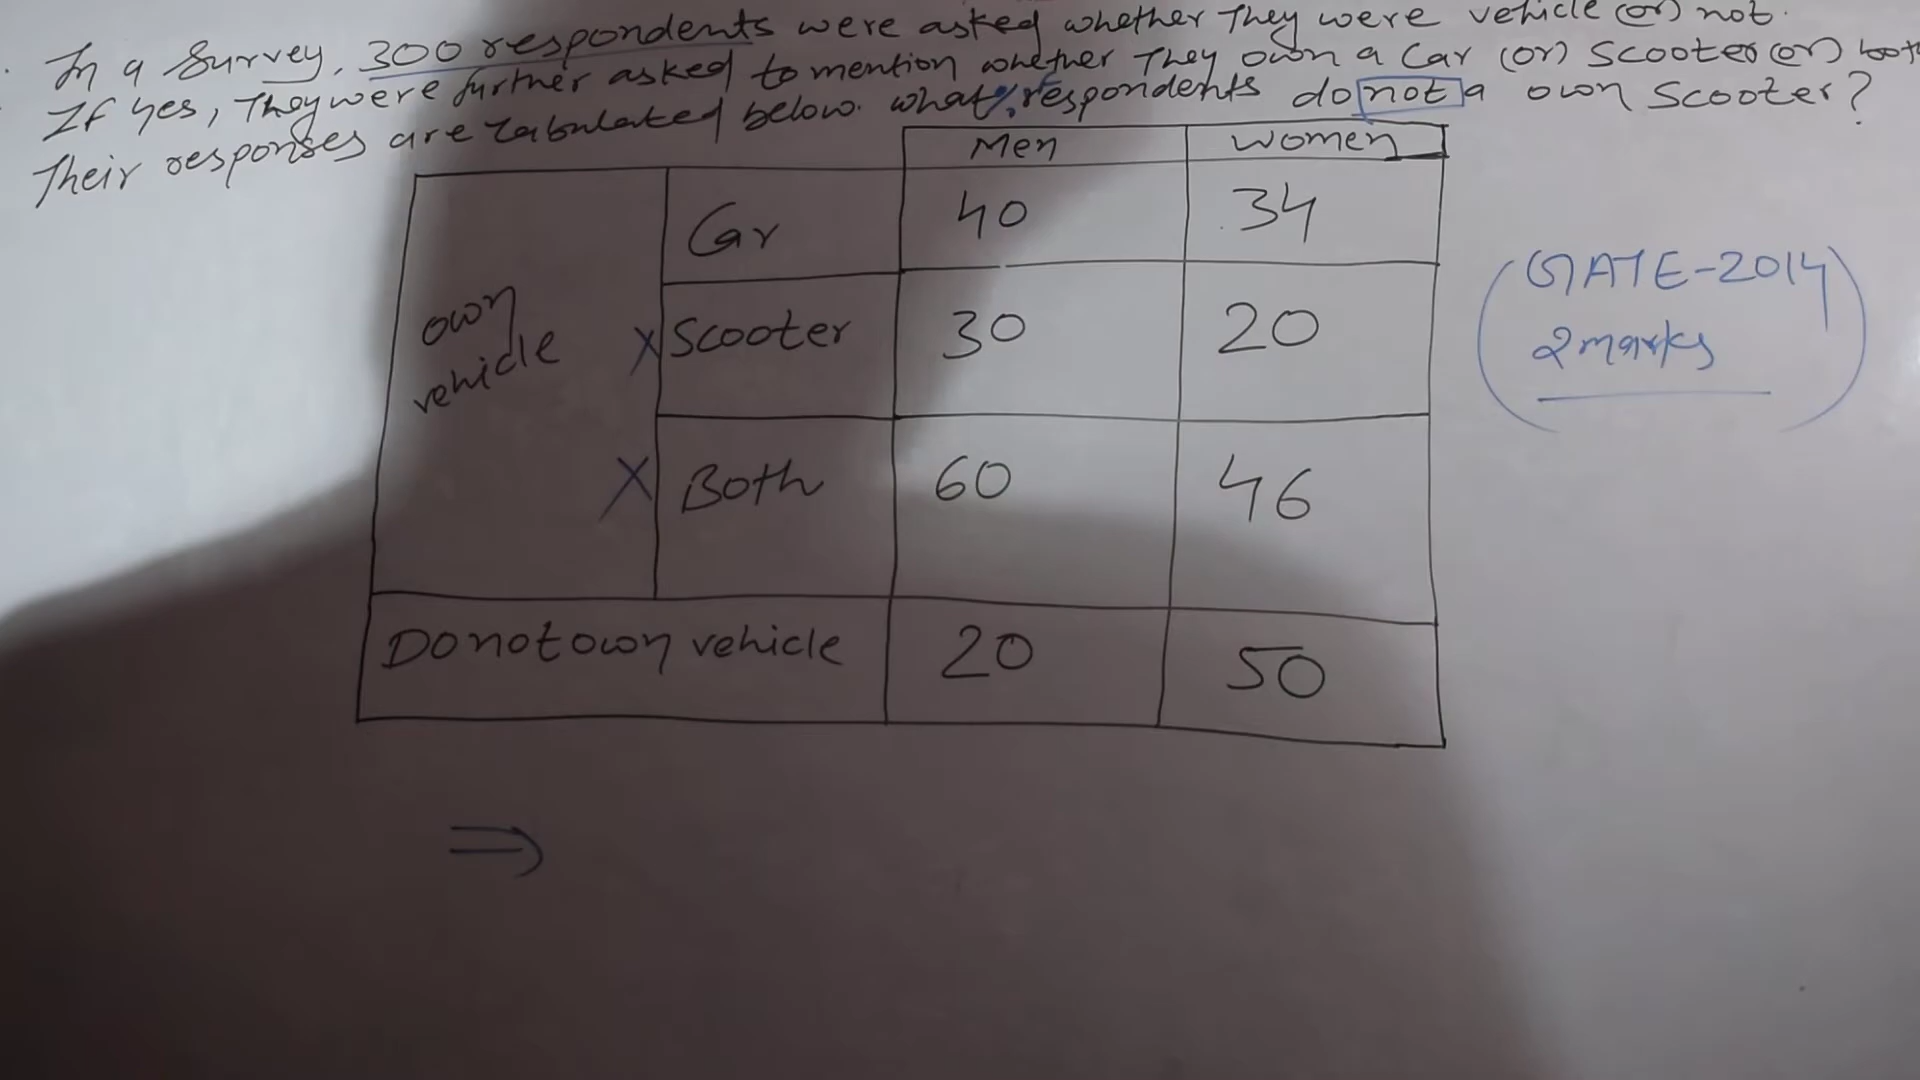 In a Survey, 300 respondents were asked whether They were vehicle (or) not.
If yes, They were further asked to mention whether They own a Car (or) Scooter (or) both
Their responses are tabulated below. what % respondents do not a own scooter?
Men Women
Car 40 34
own vehicle
X Scooter 30 20
X Both 60 46
Do not own vehicle 20 50
(GATE-2014
2 marks)
⇒